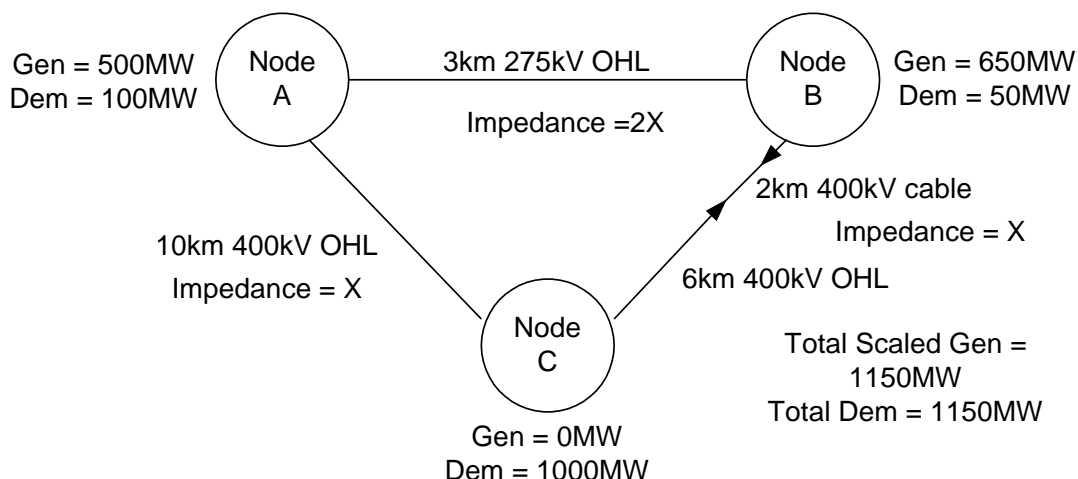 Gen = 500MW
Dem = 100MW
Node
A
3km 275kV OHL
Impedance =2X
Node
B
Gen = 650MW
Dem = 50MW
2km 400kV cable
Impedance = X
10km 400kV OHL
Impedance = X
6km 400kV OHL
Node
C
Gen = 0MW
Dem = 1000MW
Total Scaled Gen =
1150MW
Total Dem = 1150MW